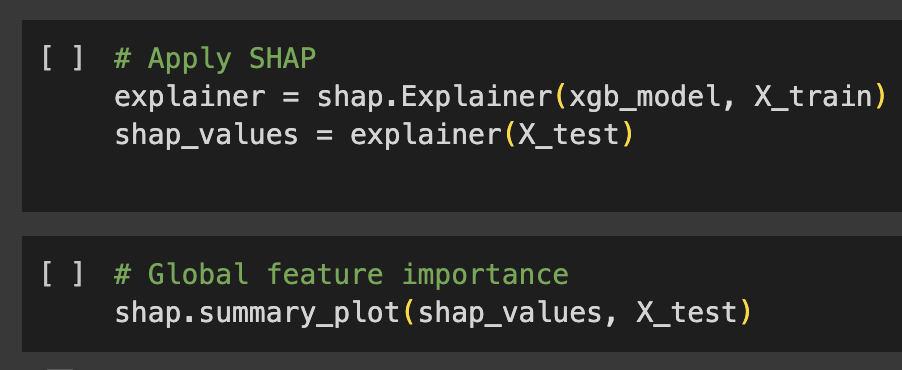 [ ] # Apply SHAP
explainer = shap.Explainer(xgb_model, X_train)
shap_values = explainer(X_test)
[ ] # Global feature importance
shap.summary_plot(shap_values, X_test)